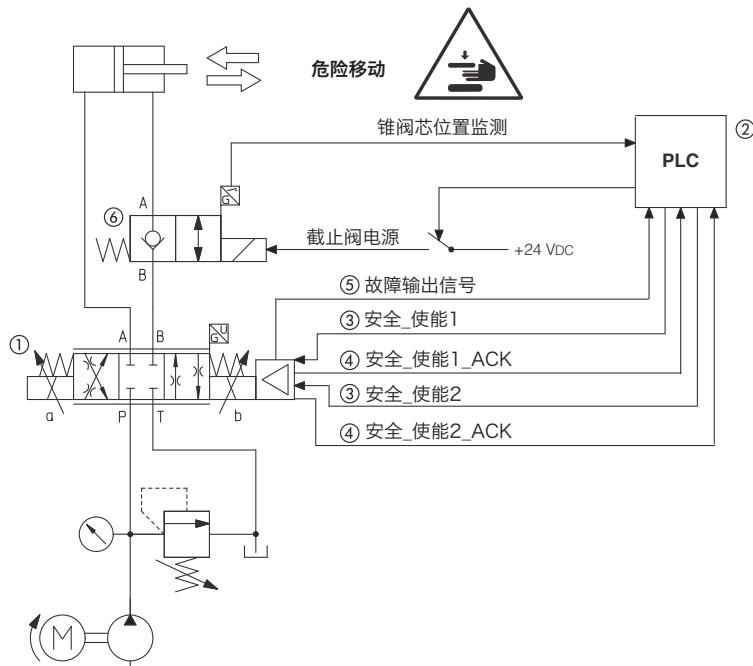 危险移动
锥阀芯位置监测
②
PLC
A
⑥
B
截止阀电源
+24 VDC
⑤ 故障输出信号
③ 安全_使能1
④ 安全_使能1_ACK
③ 安全_使能2
④ 安全_使能2_ACK
G
①
A
B
U
G
a
P
T
b
M